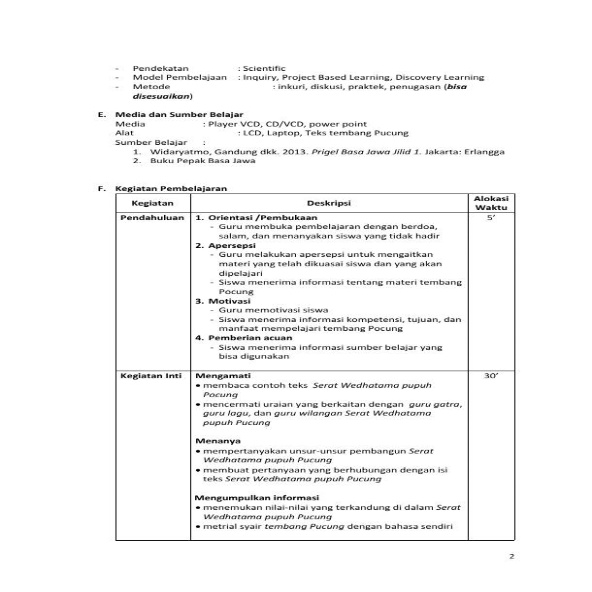 - Pendekatan : Scientific
- Model Pembelajaan : Inquiry, Project Based Learning, Discovery Learning
- Metode : inkuri, diskusi, praktek, penugasan (bisa
disesuaikan)
E. Media dan Sumber Belajar
Media : Player VCD, CD/VCD, power point
Alat : LCD, Laptop, Teks tembang Pucung
Sumber Belajar :
1. Widaryatmo, Gandung dkk. 2013. Prigel Basa Jawa Jilid 1. Jakarta: Erlangga
2. Buku Pepak Basa Jawa
F. Kegiatan Pembelajaran
Kegiatan Deskripsi Alokasi Waktu
Pendahuluan 1. Orientasi /Pembukaan 5’
- Guru membuka pembelajaran dengan berdoa,
salam, dan menanyakan siswa yang tidak hadir
2. Apersepsi
- Guru melakukan apersepsi untuk mengaitkan
materi yang telah dikuasai siswa dan yang akan
dipelajari
- Siswa menerima informasi tentang materi tembang
Pocung
3. Motivasi
- Guru memotivasi siswa
- Siswa menerima informasi kompetensi, tujuan, dan
manfaat mempelajari tembang Pocung
4. Pemberian acuan
- Siswa menerima informasi sumber belajar yang
bisa digunakan
Kegiatan Inti Mengamati 30’
• membaca contoh teks Serat Wedhatama pupuh
Pocung
• mencermati uraian yang berkaitan dengan guru gatra,
guru lagu, dan guru wilangan Serat Wedhatama
pupuh Pucung
Menanya
• mempertanyakan unsur-unsur pembangun Serat
Wedhatama pupuh Pucung
• membuat pertanyaan yang berhubungan dengan isi
teks Serat Wedhatama pupuh Pucung
Mengumpulkan informasi
• menemukan nilai-nilai yang terkandung di dalam Serat
Wedhatama pupuh Pucung
• metrial syair tembang Pucung dengan bahasa sendiri
2